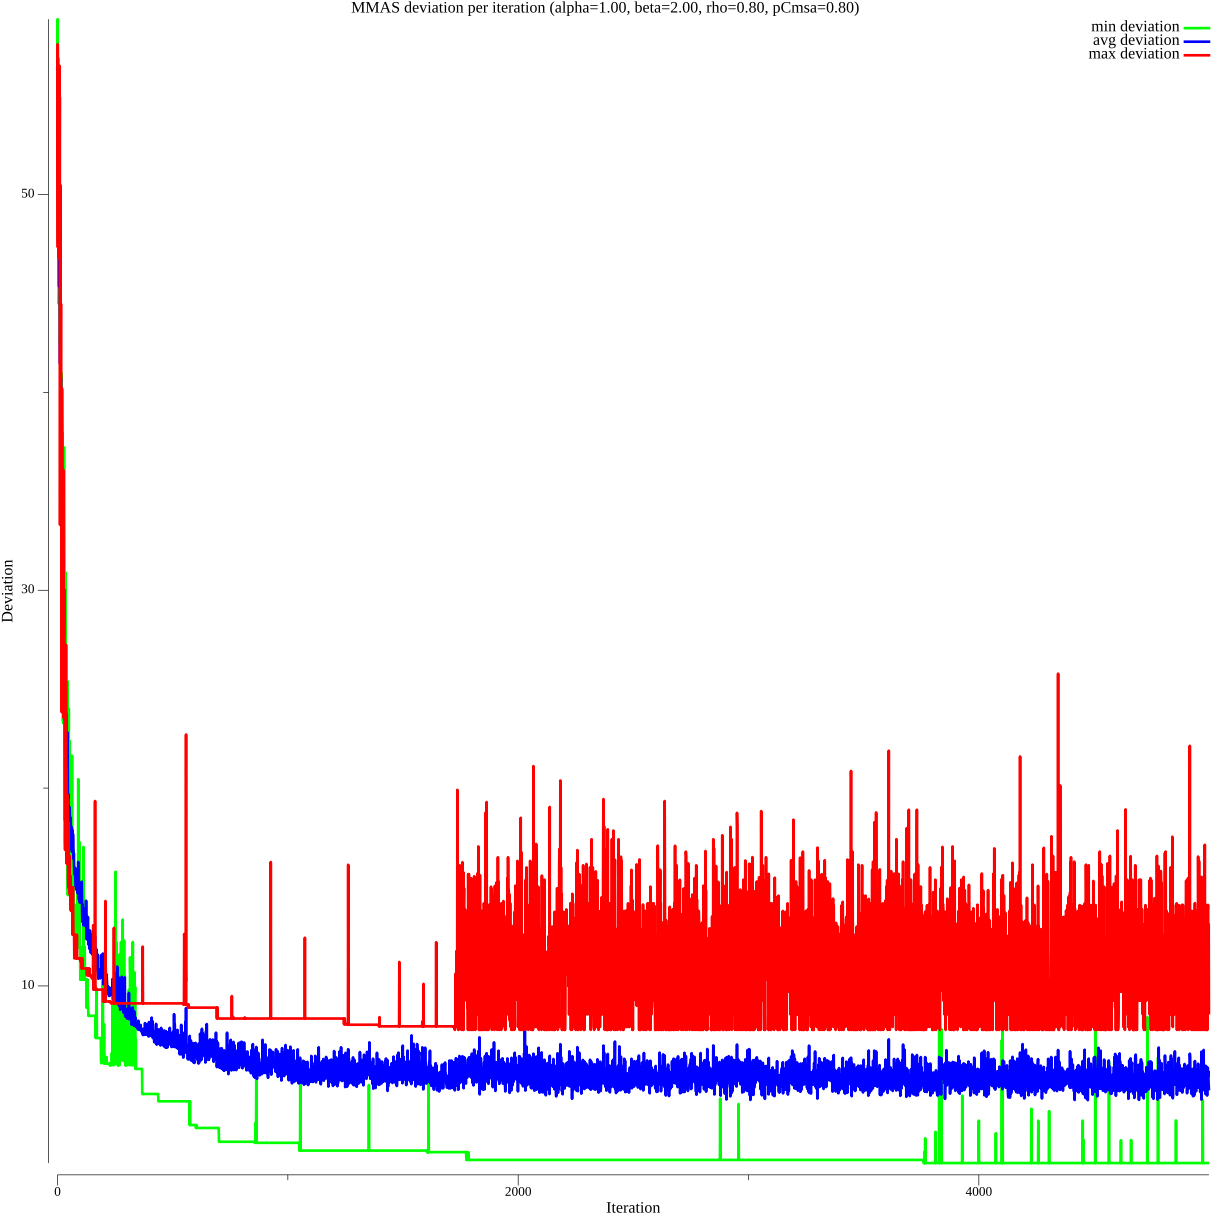 MMAS deviation per iteration (alpha=1.00, beta=2.00, rho=0.80, pCmsa=0.80)
min deviation
avg deviation
max deviation
50
30
10
Deviation
0
2000
4000
Iteration